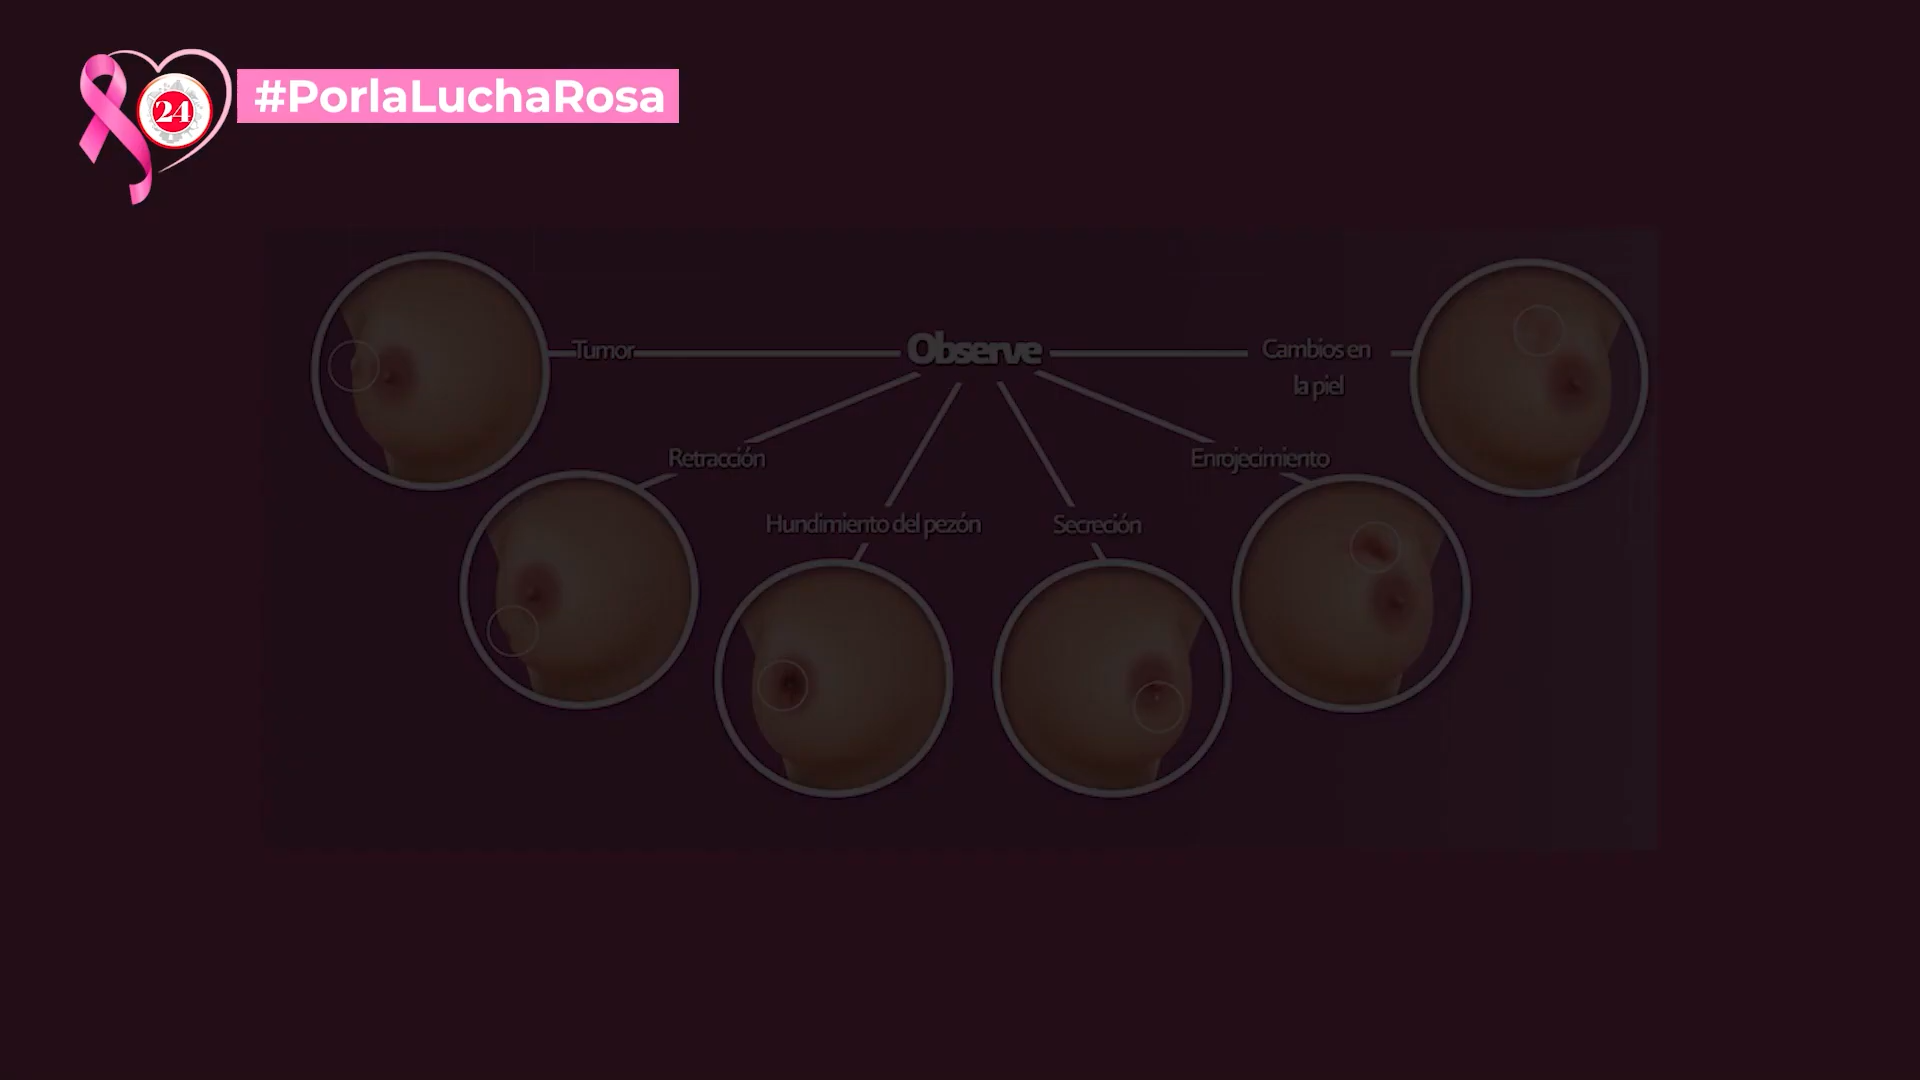 #PorlaLuchaRosa
24
Tumor
Observe
Cambios en
la piel
Retracción
Enrojecimiento
Hundimiento del pezón
Secreción